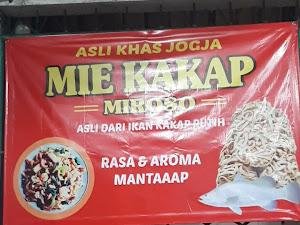 ASLI KHAS JOGJA
MIE KAKAP
MIROSO
ASLI DARI IKAN KAKAP PUTIH
RASA & AROMA
MANTAAAP